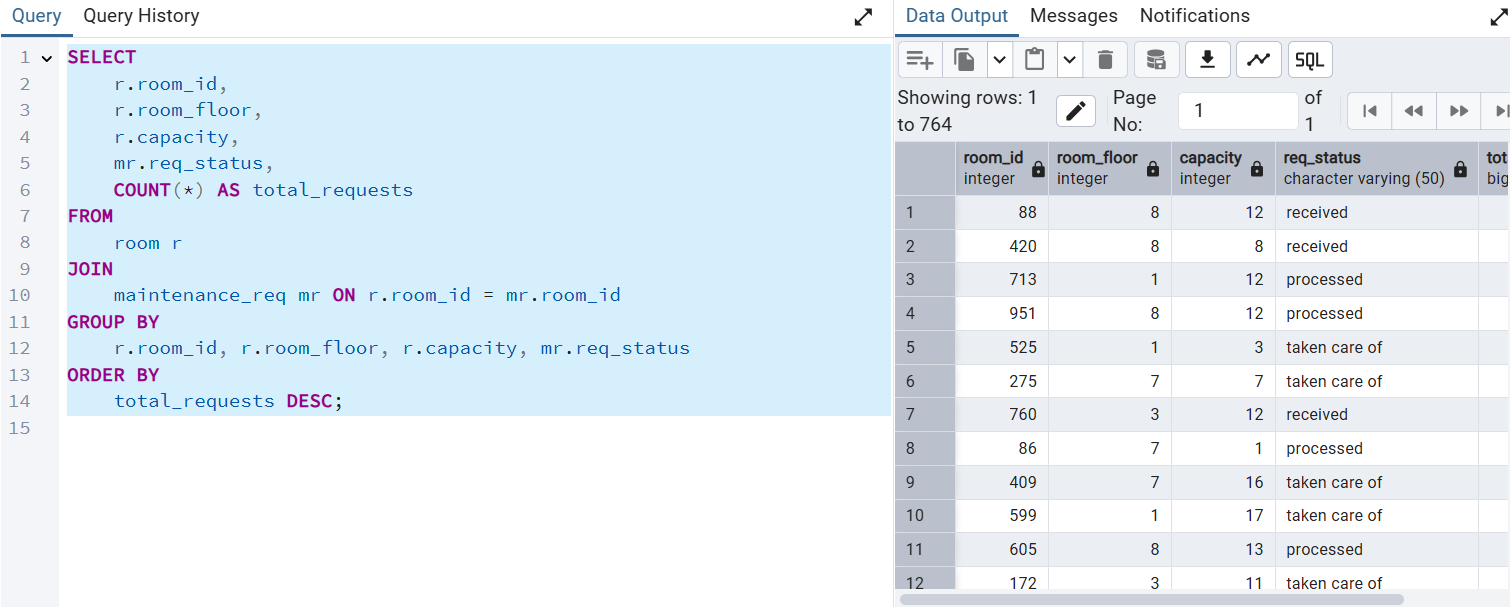 Query Query History
1 SELECT
2 r.room_id,
3 r.room_floor,
4 r.capacity,
5 mr.req_status,
6 COUNT(*) AS total_requests
7 FROM
8 room r
9 JOIN
10 maintenance_req mr ON r.room_id = mr.room_id
11 GROUP BY
12 r.room_id, r.room_floor, r.capacity, mr.req_status
13 ORDER BY
14 total_requests DESC;
15
Data Output Messages Notifications
SQL
Showing rows: 1
to 764
Page
No:
1
of
1
room_id room_floor capacity req_status tot
integer integer integer character varying (50) big
1 88 8 12 received
2 420 8 8 received
3 713 1 12 processed
4 951 8 12 processed
5 525 1 3 taken care of
6 275 7 7 taken care of
7 760 3 12 received
8 86 7 1 processed
9 409 7 16 taken care of
10 599 1 17 taken care of
11 605 8 13 processed
12 172 3 11 taken care of